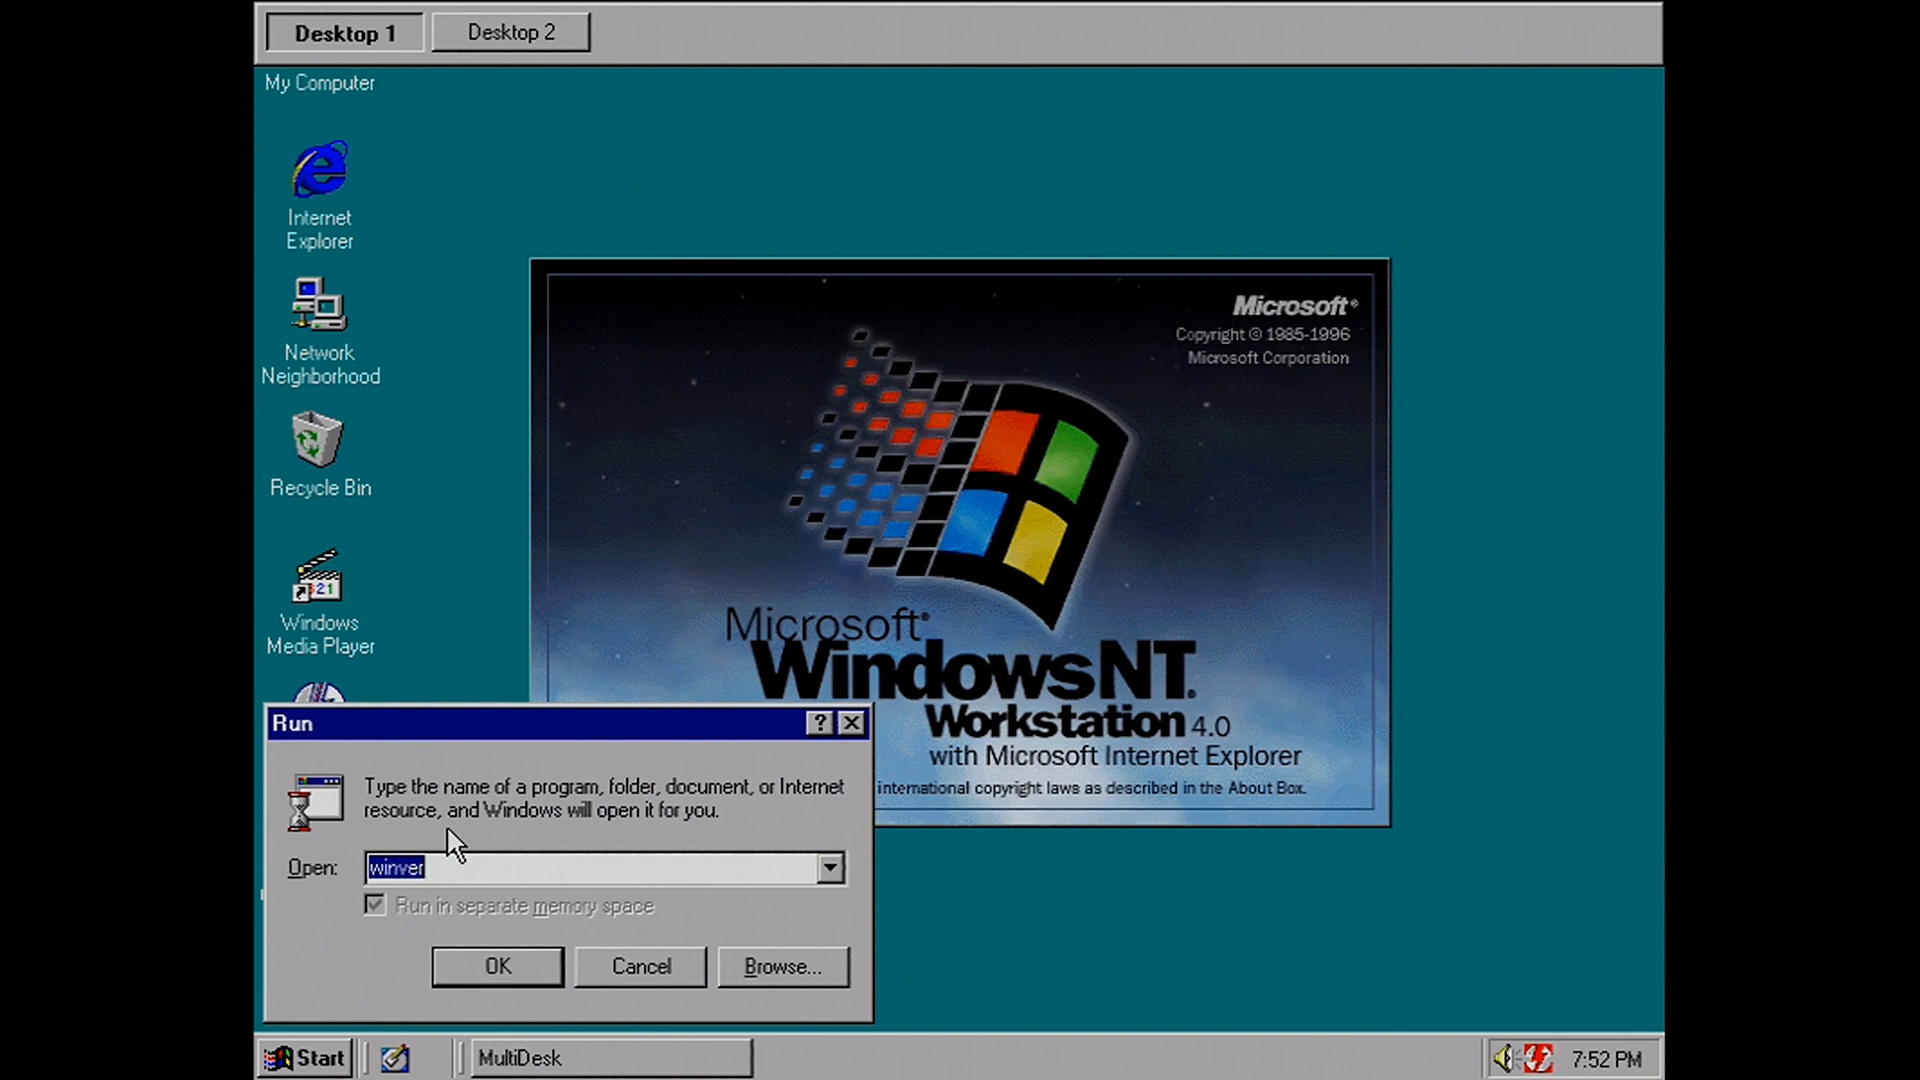 Desktop 1
Desktop 2
My Computer
Internet
Explorer
Network
Neighborhood
Recycle Bin
321
Windows
Media Player
Microsoft®
Copyright © 1985-1996
Microsoft Corporation
Microsoft®
Windows NT®
Workstation 4.0
with Microsoft Internet Explorer
international copyright laws as described in the About Box.
Run
?
Type the name of a program, folder, document, or Internet
resource, and Windows will open it for you.
Open:
winver
Run in separate memory space
OK
Cancel
Browse...
Start
MultiDesk
7:52 PM